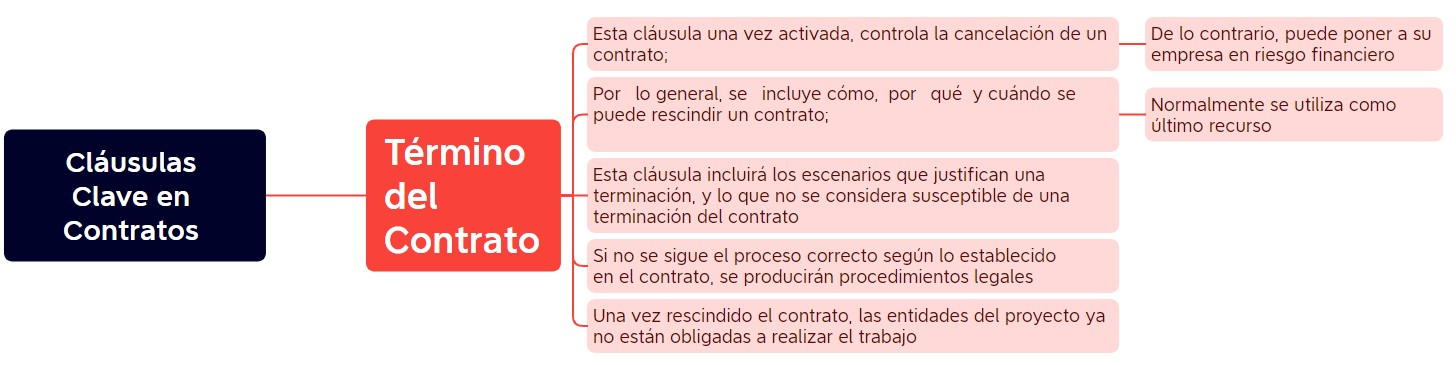 Cláusulas
Clave en
Contratos
Término
del
Contrato
Esta cláusula una vez activada, controla la cancelación de un
contrato;
De lo contrario, puede poner a su
empresa en riesgo financiero
Por lo general, se incluye cómo, por qué y cuándo se
puede rescindir un contrato;
Normalmente se utiliza como
último recurso
Esta cláusula incluirá los escenarios que justifican una
terminación, y lo que no se considera susceptible de una
terminación del contrato
Si no se sigue el proceso correcto según lo establecido
en el contrato, se producirán procedimientos legales
Una vez rescindido el contrato, las entidades del proyecto ya
no están obligadas a realizar el trabajo